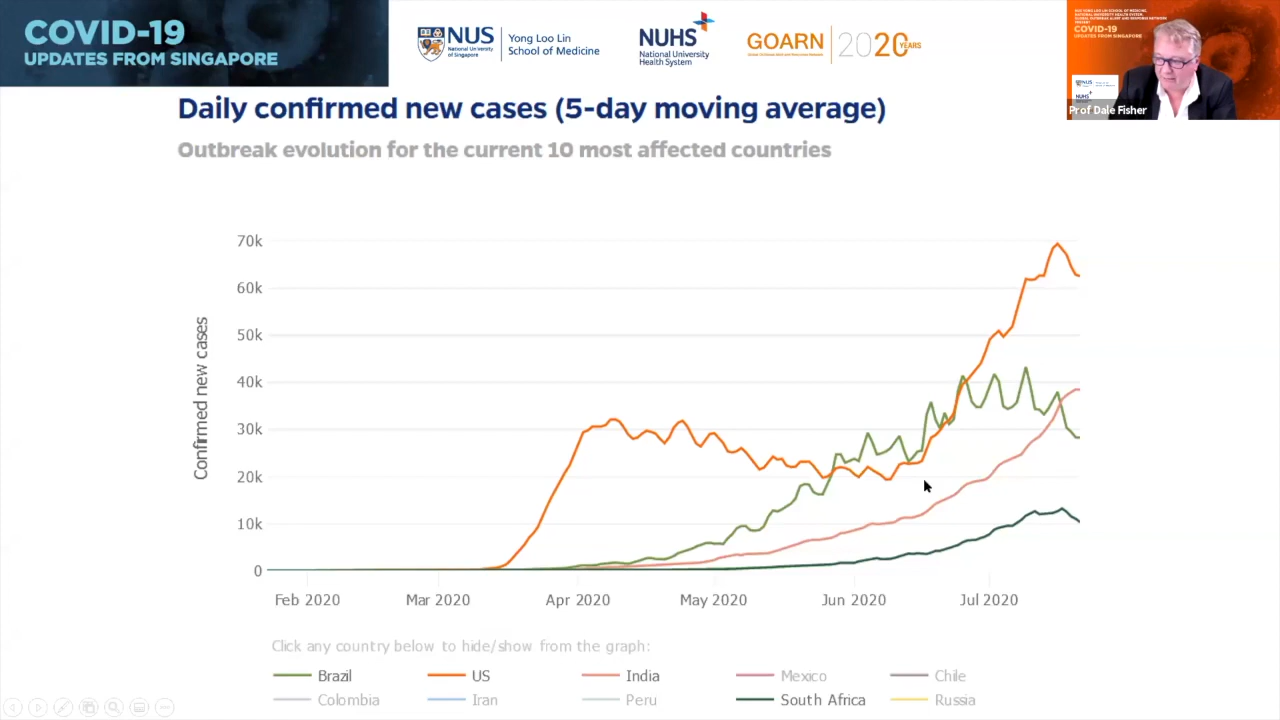 COVID-19
UPDATES FROM SINGAPORE
NUS
National University
of Singapore
Yong Loo Lin
School of Medicine
NUHS
National University
Health System
GOARN
2020 YEARS
COVID-19
UPDATES FROM SINGAPORE
NUS
NUHS
Prof Dale Fisher
Daily confirmed new cases (5-day moving average)
Outbreak evolution for the current 10 most affected countries
Confirmed new cases
70k
60k
50k
40k
30k
20k
10k
0
Feb 2020
Mar 2020
Apr 2020
May 2020
Jun 2020
Jul 2020
Click any country below to hide/show from the graph:
Brazil
US
India
Mexico
Chile
Colombia
Iran
Peru
South Africa
Russia